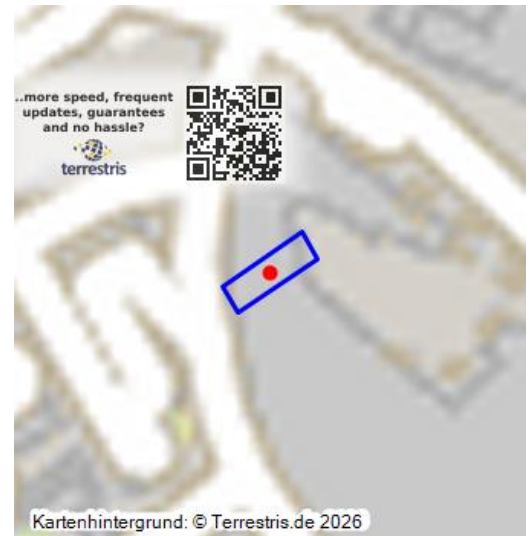 ..more speed, frequent
updates, guarantees
and no hassle?
terrestris
Kartenhintergrund: © Terrestris.de 2026